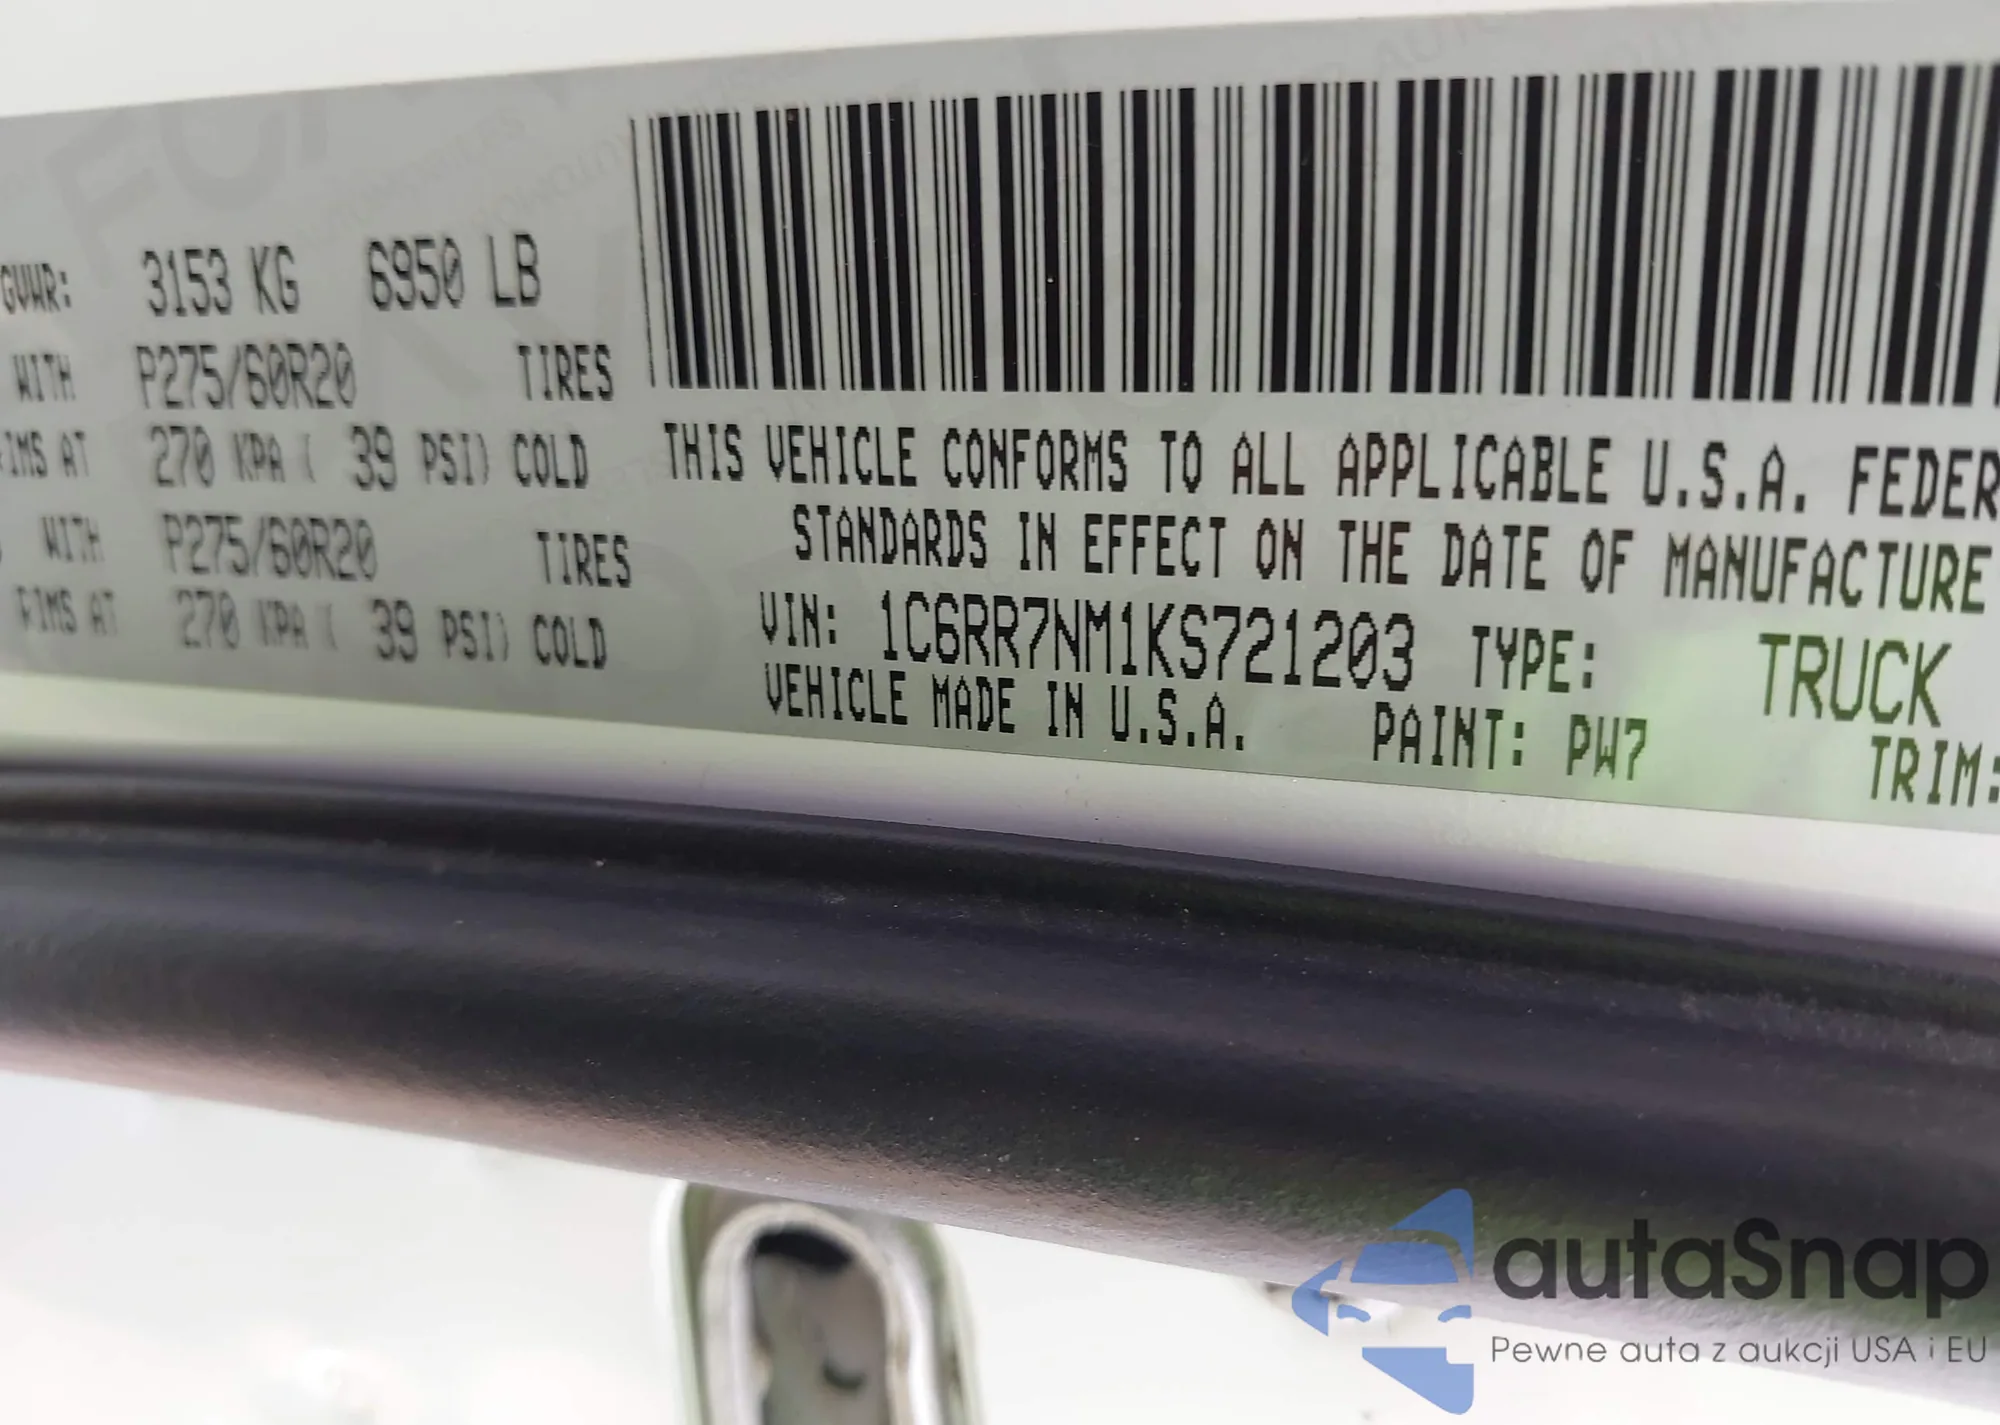 GVWR: 3153 KG 6950 LB
WITH P275/60R20 TIRES
RIMS AT 270 KPA ( 39 PSI) COLD
WITH P275/60R20 TIRES
RIMS AT 270 KPA ( 39 PSI) COLD
THIS VEHICLE CONFORMS TO ALL APPLICABLE U.S.A. FEDER
STANDARDS IN EFFECT ON THE DATE OF MANUFACTURE
VIN: 1C6RR7NM1KS721203 TYPE: TRUCK
VEHICLE MADE IN U.S.A. PAINT: PW7 TRIM:
autaSnap
Pewne auta z aukcji USA i EU